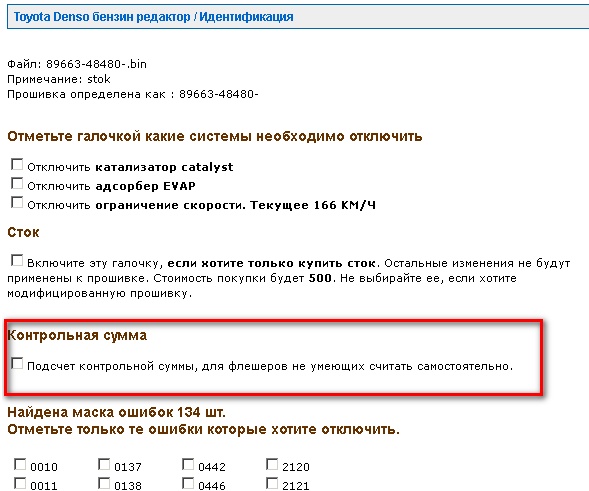 Toyota Denso бензин редактор / Идентификация
Файл: 89663-48480-.bin
Примечание: stok
Прошивка определена как : 89663-48480-
Отметьте галочкой какие системы необходимо отключить
Отключить катализатор catalyst
Отключить адсорбер EVAP
Отключить ограничение скорости. Текущее 166 KM/Ч
Сток
Включите эту галочку, если хотите только купить сток. Остальные изменения не будут
применены к прошивке. Стоимость покупки будет 500. Не выбирайте ее, если хотите
модифицированную прошивку.
Контрольная сумма
Подсчет контрольной суммы, для флешеров не умеющих считать самостоятельно.
Найдена маска ошибок 134 шт.
Отметьте только те ошибки которые хотите отключить.
0010 0137 0442 2120
0011 0138 0446 2121